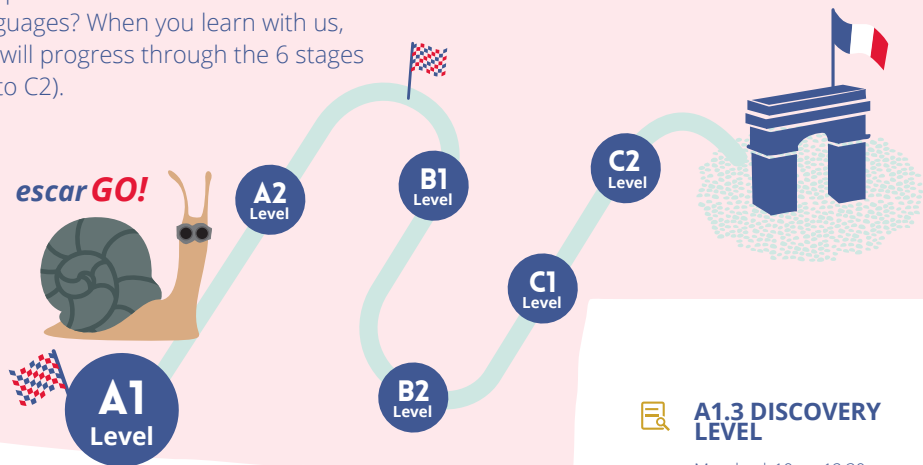 guages? When you learn with us,
will progress through the 6 stages
to C2).
escarGO!
A1
Level
A2
Level
B1
Level
B2
Level
C1
Level
C2
Level
A1.3 DISCOVERY
LEVEL